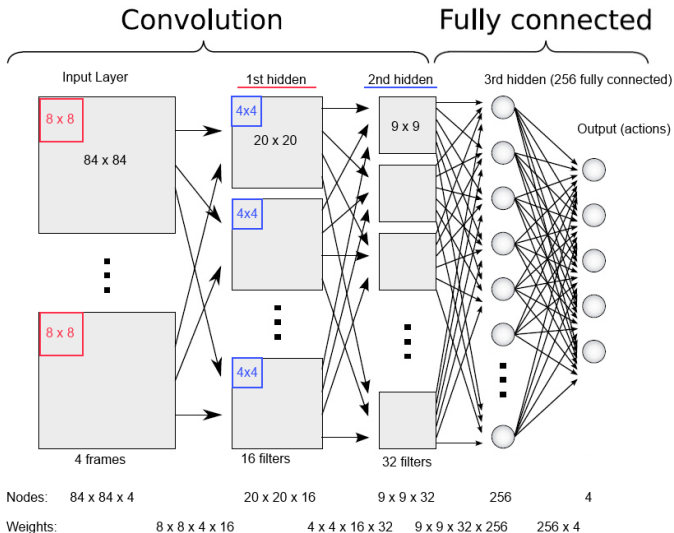 Convolution Fully connected
Input Layer 1st hidden 2nd hidden 3rd hidden (256 fully connected)
Output (actions)
8 x 8
84 x 84
4x4
20 x 20
9 x 9
4x4
8 x 8
4x4
4 frames 16 filters 32 filters
Nodes: 84 x 84 x 4 20 x 20 x 16 9 x 9 x 32 256 4
Weights: 8 x 8 x 4 x 16 4 x 4 x 16 x 32 9 x 9 x 32 x 256 256 x 4